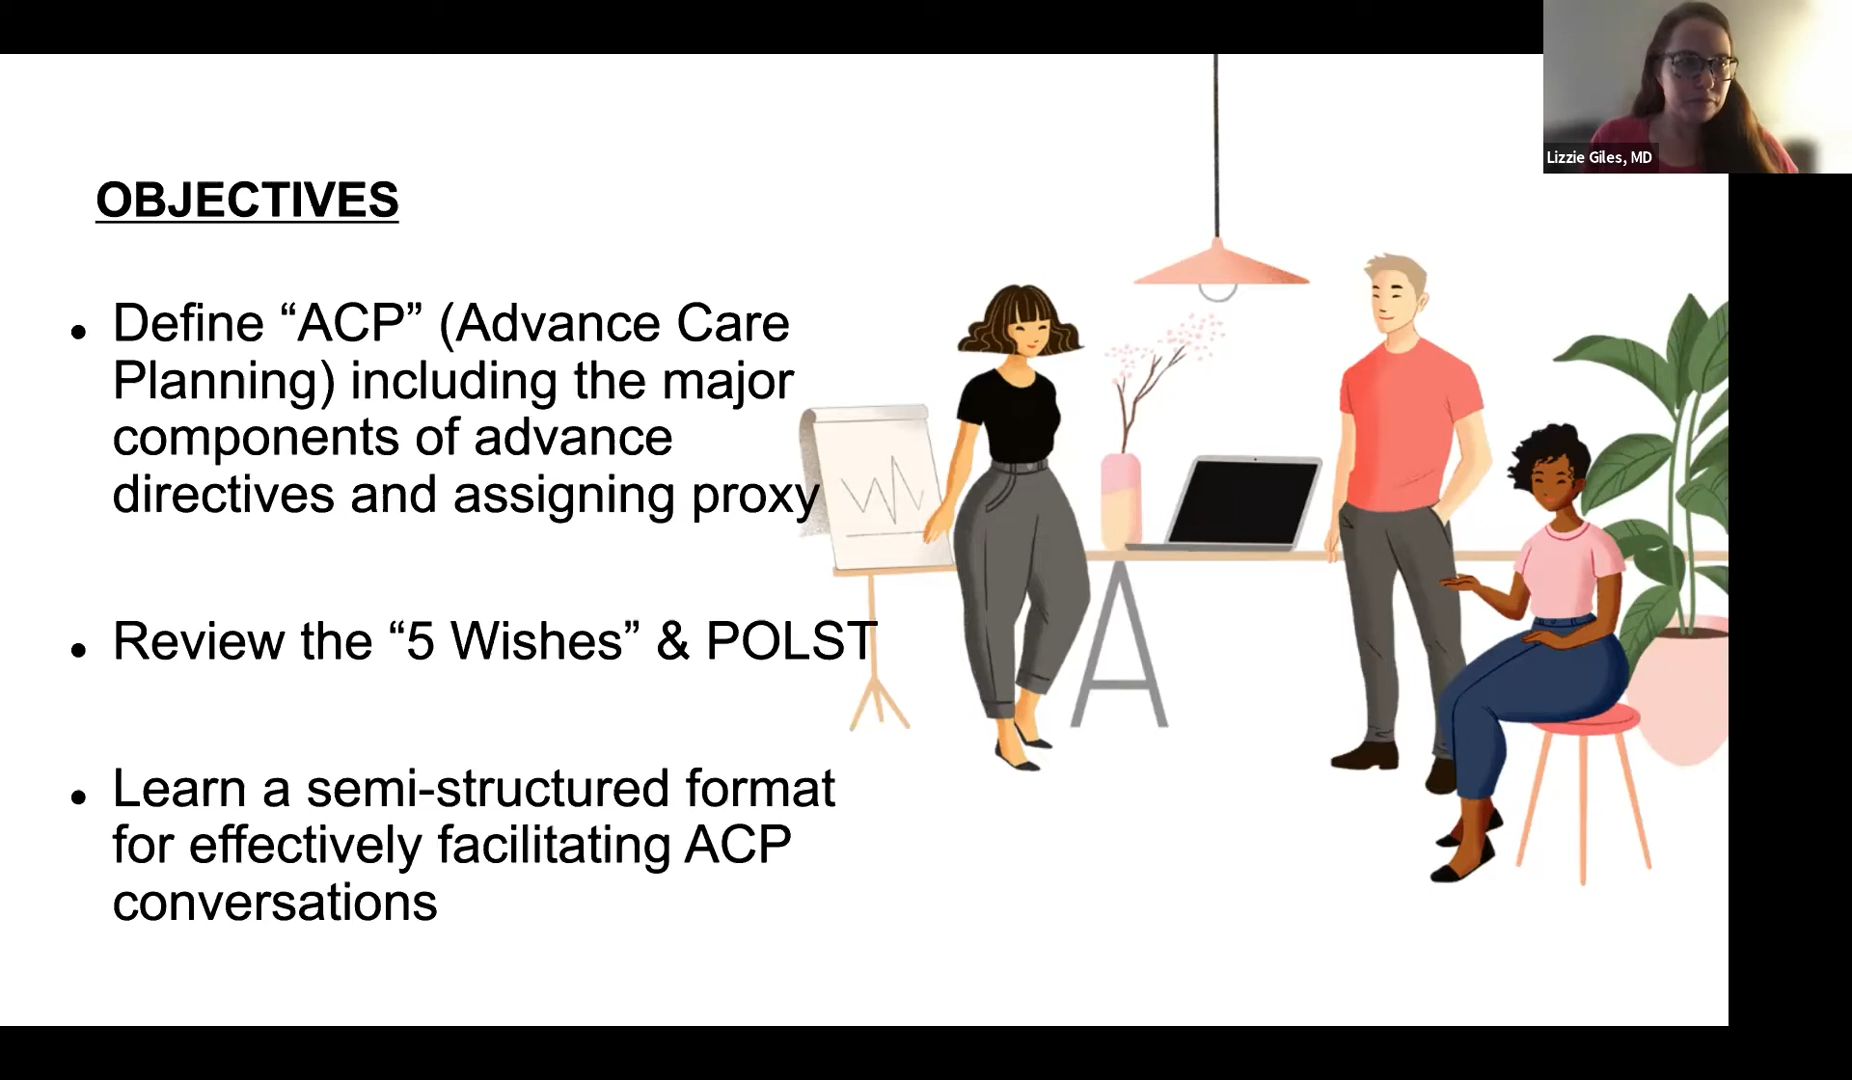 Lizzie Giles, MD
OBJECTIVES
• Define “ACP” (Advance Care
Planning) including the major
components of advance
directives and assigning proxy
• Review the “5 Wishes” & POLST
• Learn a semi-structured format
for effectively facilitating ACP
conversations